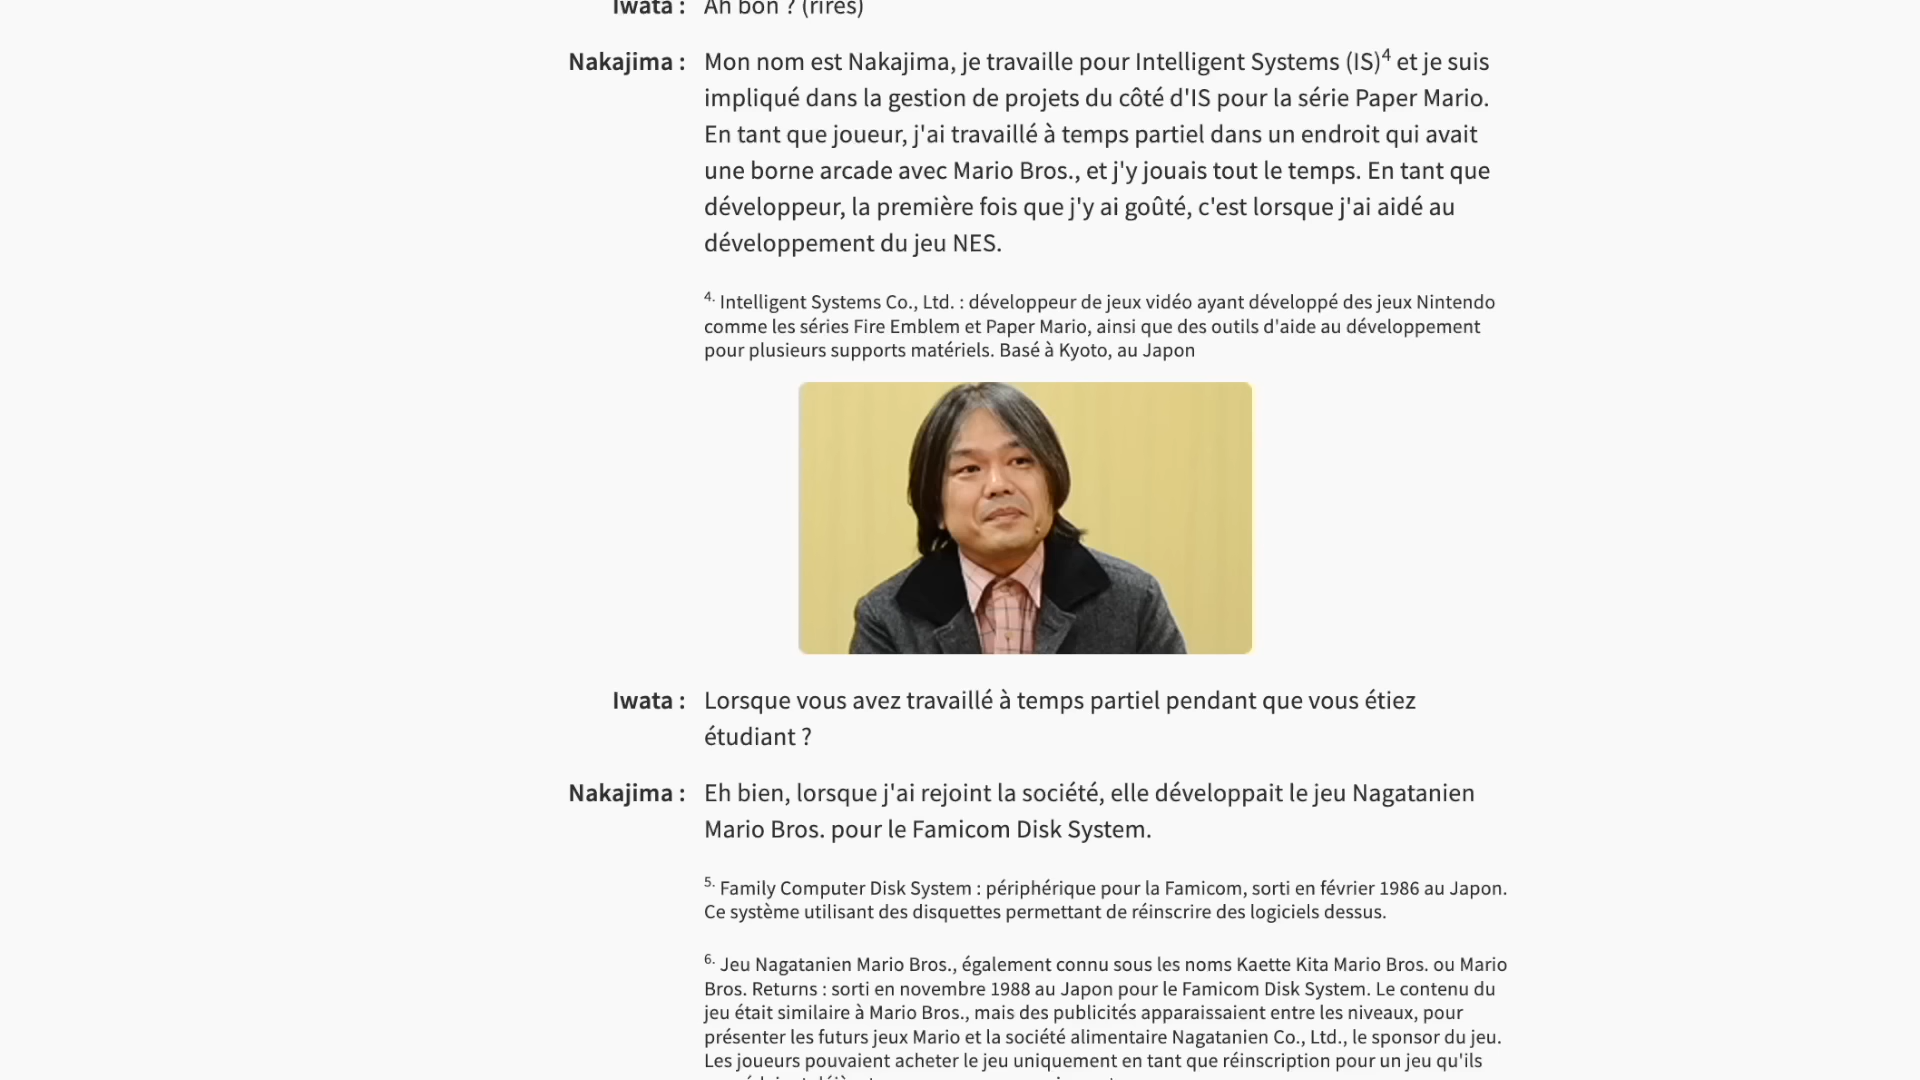 Iwata : Ah bon ? (rires)
Nakajima : Mon nom est Nakajima, je travaille pour Intelligent Systems (IS)4 et je suis
impliqué dans la gestion de projets du côté d'IS pour la série Paper Mario.
En tant que joueur, j'ai travaillé à temps partiel dans un endroit qui avait
une borne arcade avec Mario Bros., et j'y jouais tout le temps. En tant que
développeur, la première fois que j'y ai goûté, c'est lorsque j'ai aidé au
développement du jeu NES.
4. Intelligent Systems Co., Ltd. : développeur de jeux vidéo ayant développé des jeux Nintendo
comme les séries Fire Emblem et Paper Mario, ainsi que des outils d'aide au développement
pour plusieurs supports matériels. Basé à Kyoto, au Japon
Iwata : Lorsque vous avez travaillé à temps partiel pendant que vous étiez
étudiant ?
Nakajima : Eh bien, lorsque j'ai rejoint la société, elle développait le jeu Nagatanien
Mario Bros. pour le Famicom Disk System.
5. Family Computer Disk System : périphérique pour la Famicom, sorti en février 1986 au Japon.
Ce système utilisant des disquettes permettant de réinscrire des logiciels dessus.
6. Jeu Nagatanien Mario Bros., également connu sous les noms Kaette Kita Mario Bros. ou Mario
Bros. Returns : sorti en novembre 1988 au Japon pour le Famicom Disk System. Le contenu du
jeu était similaire à Mario Bros., mais des publicités apparaissaient entre les niveaux, pour
présenter les futurs jeux Mario et la société alimentaire Nagatanien Co., Ltd., le sponsor du jeu.
Les joueurs pouvaient acheter le jeu uniquement en tant que réinscription pour un jeu qu'ils